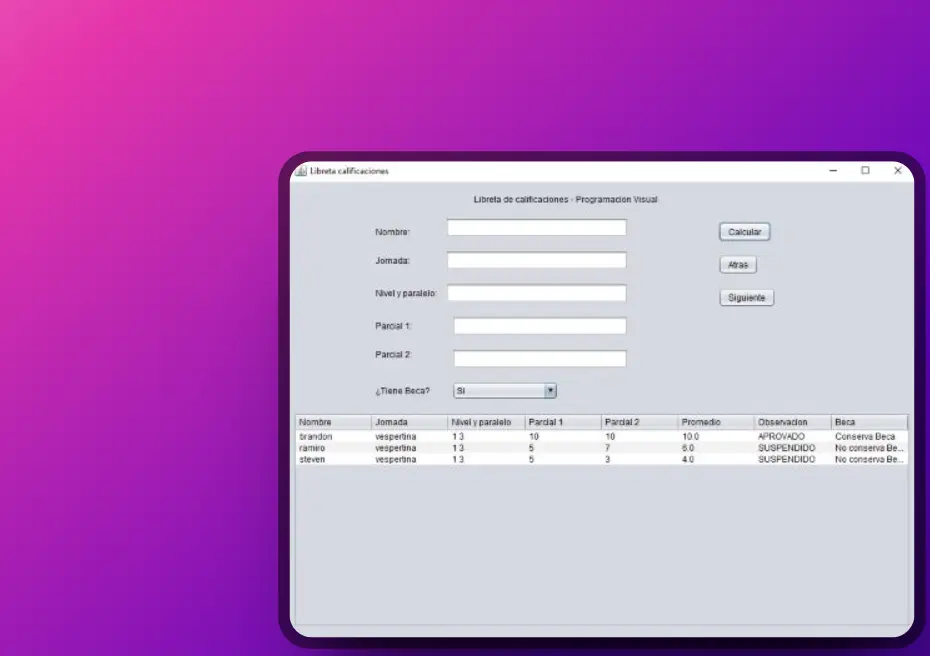 Libreta calificaciones
Libreta de calificaciones - Programacion Visual
Nombre:
Calcular
Jornada:
Atras
Nivel y paralelo:
Siguiente
Parcial 1:
Parcial 2:
¿Tiene Beca? Si
Nombre Jornada Nivel y paralelo Parcial 1 Parcial 2 Promedio Observacion Beca
brandon vespertina 1 3 10 10 10.0 APROVADO Conserva Beca
ramiro vespertina 1 3 5 7 6.0 SUSPENDIDO No conserva Be...
steven vespertina 1 3 5 3 4.0 SUSPENDIDO No conserva Be...